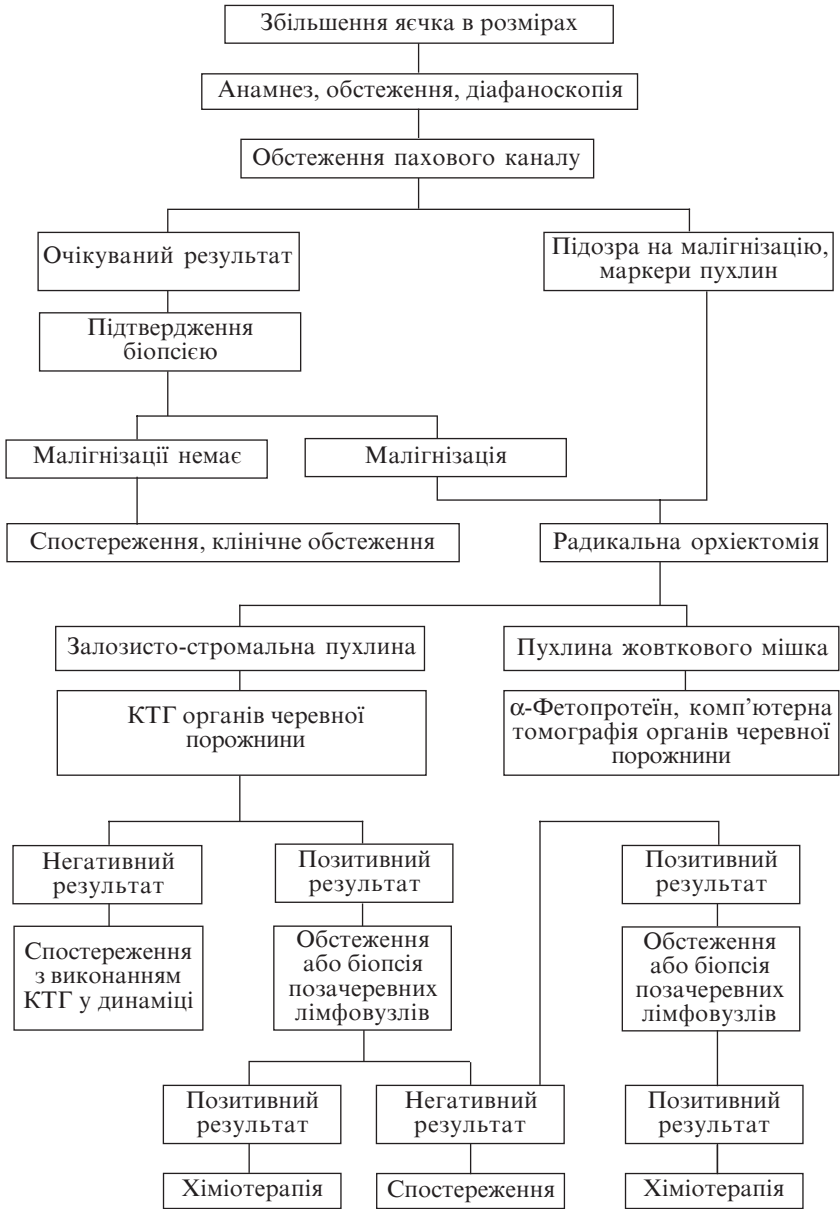 Збільшення яєчка в розмірах
Анамнез, обстеження, діафаноскопія
Обстеження пахового каналу
Очікуваний результат
Підозра на малігнізацію,
маркери пухлин
Підтвердження
біопсією
Малігнізації немає
Малігнізація
Спостереження, клінічне обстеження
Радикальна орхіектомія
Залозисто-стромальна пухлина
Пухлина жовткового мішка
КТГ органів черевної
порожнини
α-Фетопротеїн, комп’ютерна
томографія органів черевної
порожнини
Негативний
результат
Позитивний
результат
Позитивний
результат
Спостереження
з виконанням
КТГ у динаміці
Обстеження
або біопсія
позачеревних
лімфовузлів
Обстеження
або біопсія
позачеревних
лімфовузлів
Позитивний
результат
Негативний
результат
Позитивний
результат
Хіміотерапія
Спостереження
Хіміотерапія